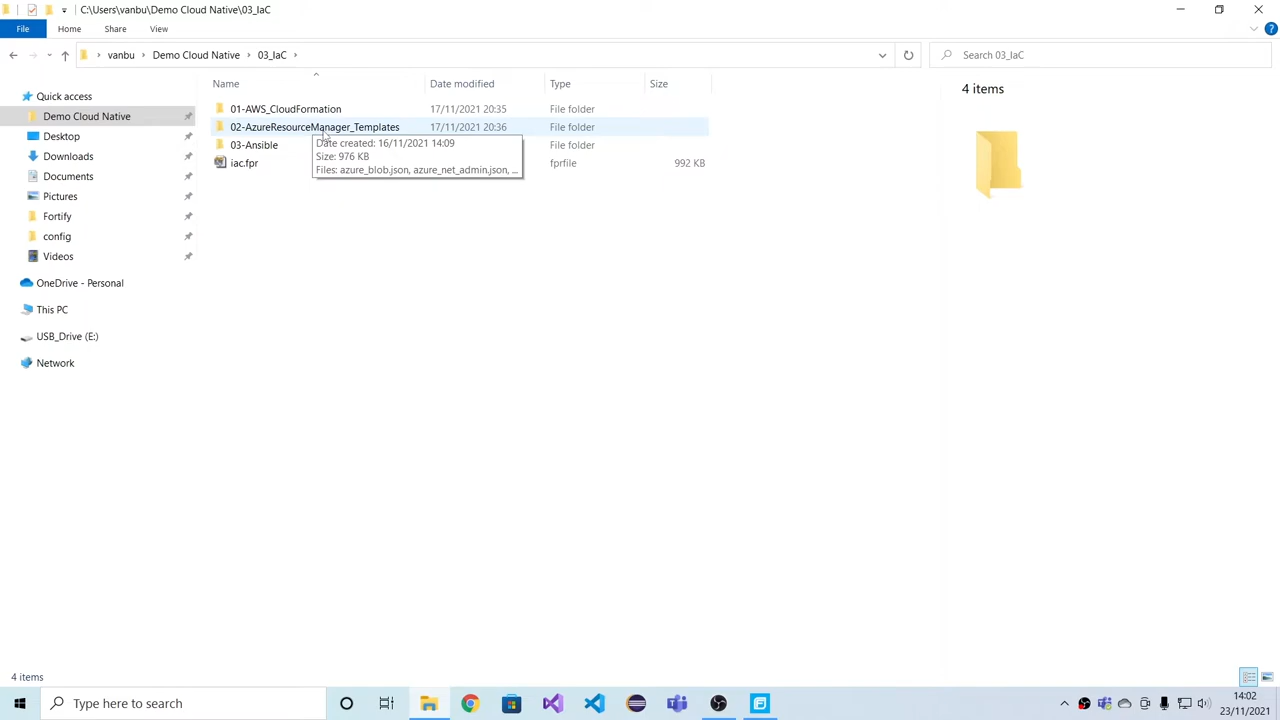 C:\Users\vanbu\Demo Cloud Native\03_IaC
File Home Share View
vanbu Demo Cloud Native 03_IaC
Search 03_IaC
Name Date modified Type Size
4 items
Quick access
Demo Cloud Native
Desktop
Downloads
Documents
Pictures
Fortify
config
Videos
OneDrive - Personal
This PC
USB_Drive (E:)
Network
01-AWS_CloudFormation 17/11/2021 20:35 File folder
02-AzureResourceManager_Templates 17/11/2021 20:36 File folder
03-Ansible File folder
iac.fpr fprfile 992 KB
Date created: 16/11/2021 14:09
Size: 976 KB
Files: azure_blob.json, azure_net_admin.json, ...
4 items
Type here to search
14:02
23/11/2021